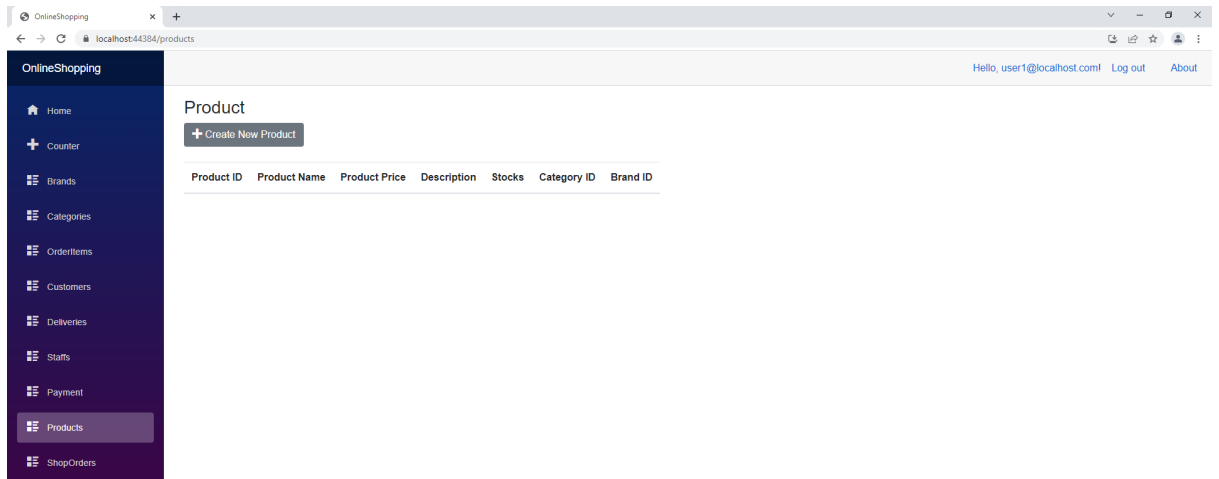 OnlineShopping
localhost:44384/products
OnlineShopping
Hello, user1@localhost.com! Log out About
Home
Counter
Brands
Categories
OrderItems
Customers
Deliveries
Staffs
Payment
Products
ShopOrders
Product
Create New Product
Product ID Product Name Product Price Description Stocks Category ID Brand ID